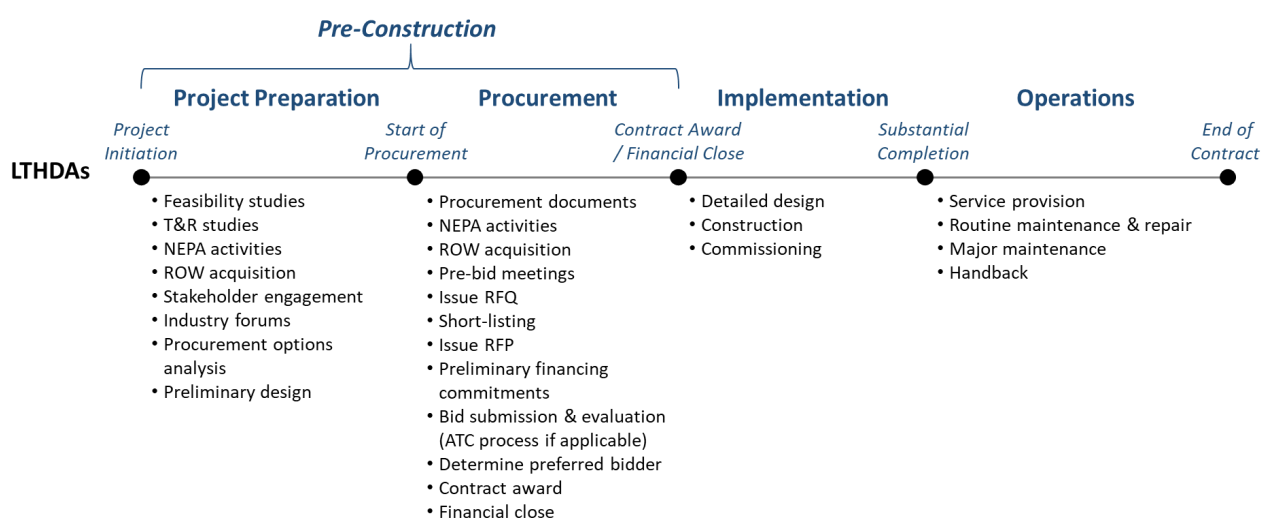 Pre-Construction
Project Preparation
Procurement
Implementation
Operations
Project
Initiation
Start of
Procurement
Contract Award
/ Financial Close
Substantial
Completion
End of
Contract
LTHDAs
• Feasibility studies
• T&R studies
• NEPA activities
• ROW acquisition
• Stakeholder engagement
• Industry forums
• Procurement options
analysis
• Preliminary design
• Procurement documents
• NEPA activities
• ROW acquisition
• Pre-bid meetings
• Issue RFQ
• Short-listing
• Issue RFP
• Preliminary financing
commitments
• Bid submission & evaluation
(ATC process if applicable)
• Determine preferred bidder
• Contract award
• Financial close
• Detailed design
• Construction
• Commissioning
• Service provision
• Routine maintenance & repair
• Major maintenance
• Handback